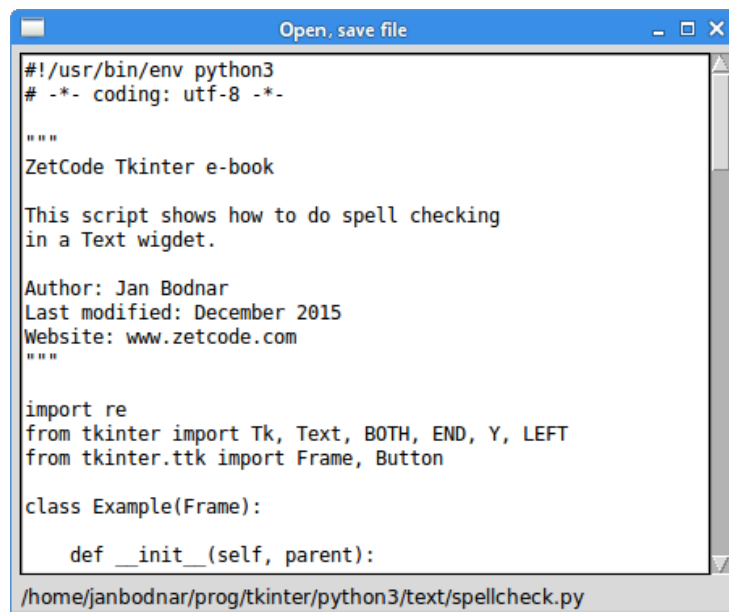 Open, save file
#!/usr/bin/env python3
# -*- coding: utf-8 -*-
"""
ZetCode Tkinter e-book
This script shows how to do spell checking
in a Text wigdet.
Author: Jan Bodnar
Last modified: December 2015
Website: www.zetcode.com
"""
import re
from tkinter import Tk, Text, BOTH, END, Y, LEFT
from tkinter.ttk import Frame, Button
class Example(Frame):
    def __init__(self, parent):
/home/janbodnar/prog/tkinter/python3/text/spellcheck.py